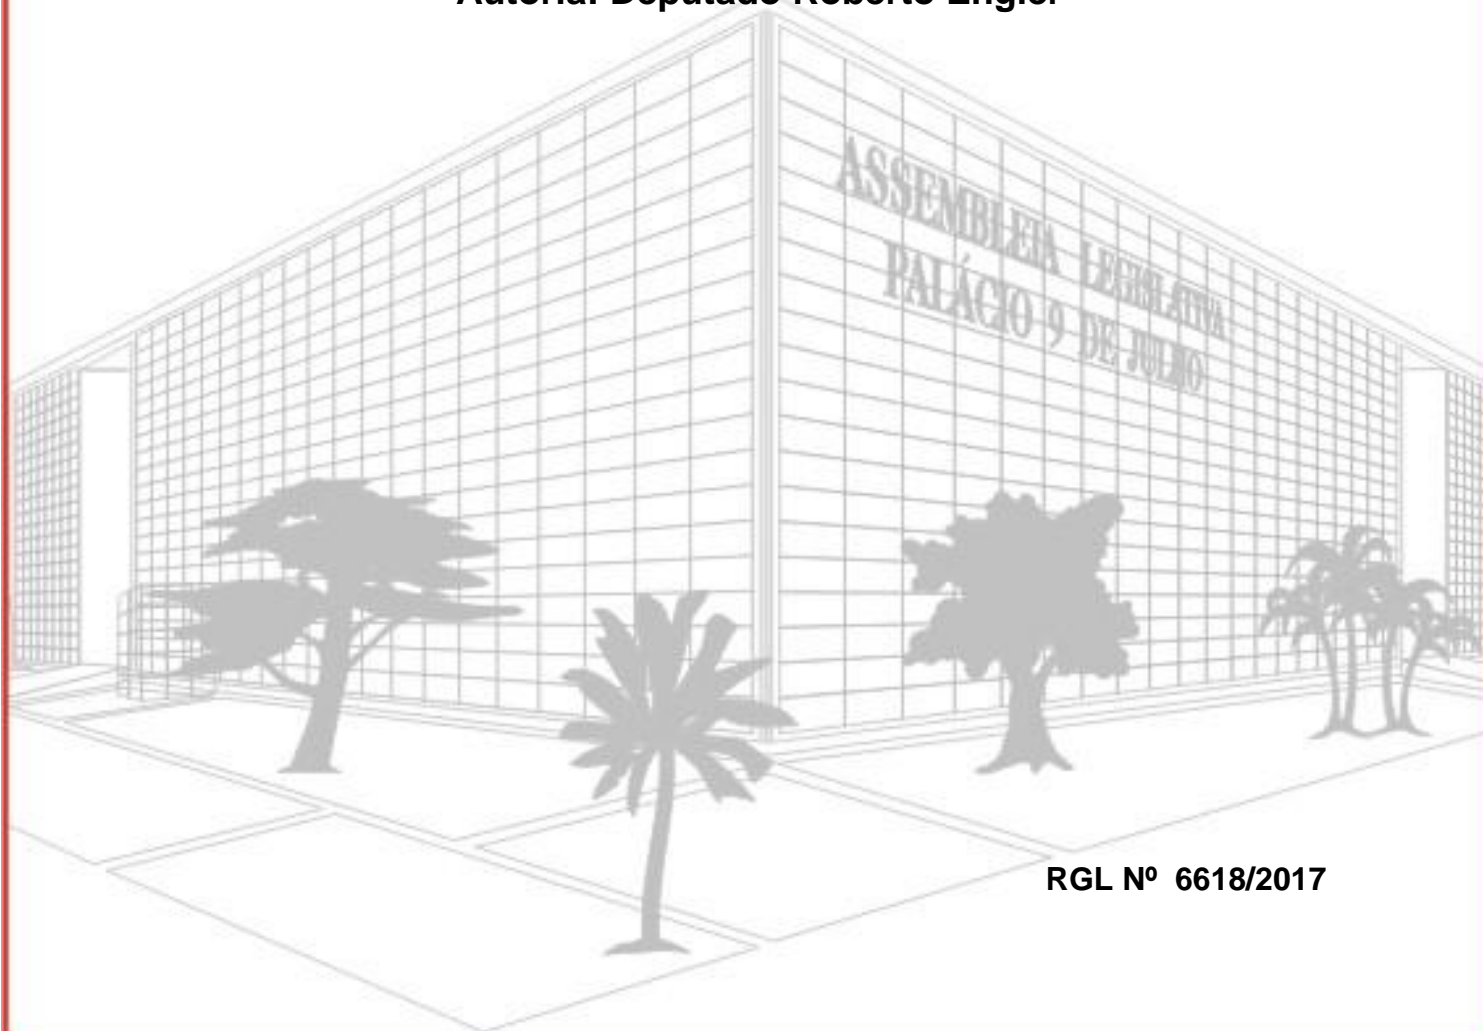 Autoria: Deputado Roberto Engler
ASSEMBLEIA LEGISLATIVA
PALÁCIO 9 DE JULHO
RGL Nº 6618/2017